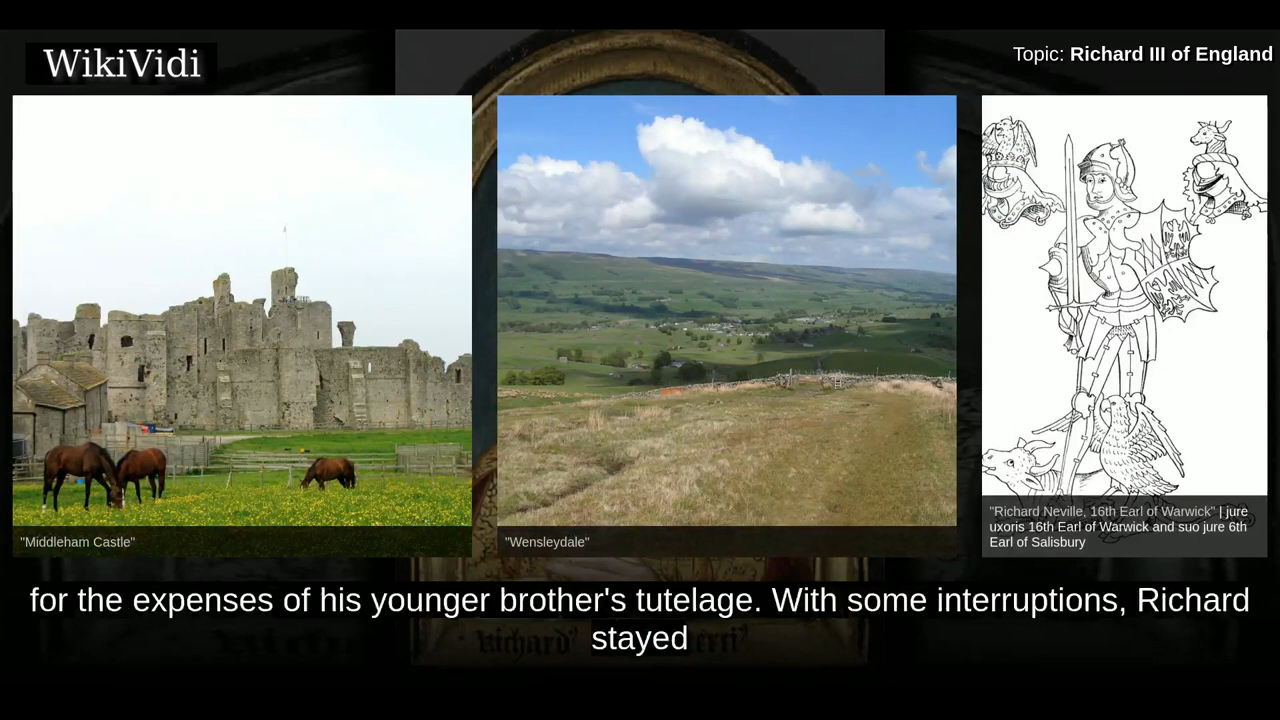 WikiVidi
Topic: Richard III of England
"Middleham Castle"
"Wensleydale"
"Richard Neville, 16th Earl of Warwick" | jure
uxoris 16th Earl of Warwick and suo jure 6th
Earl of Salisbury
for the expenses of his younger brother's tutelage. With some interruptions, Richard
stayed